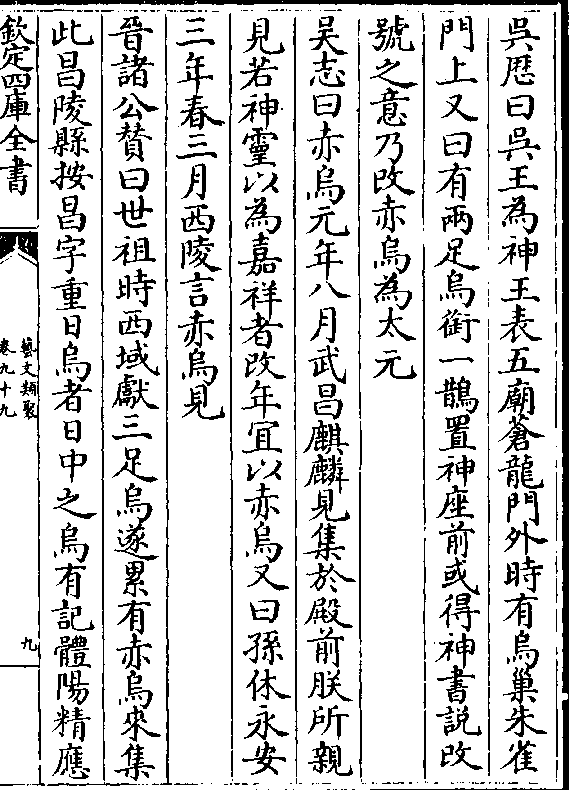 吳厯曰吳王為神王表五廟蒼龍門外時有烏巢朱雀
門上又曰有兩足烏銜一鵲置神座前或得神書説改
號之意乃改赤烏為太元
吴志曰赤烏元年八月武昌麒麟見集於殿前朕所親
見若神靈以為嘉祥者改年宜以赤烏又曰孫休永安
三年春三月西陵言赤烏見
晉諸公賛曰世祖時西域獻三足烏遂累有赤烏來集
此昌陵縣按昌字重日烏者日中之烏有記體陽精應
欽定四庫全書
藝文類聚
卷九十九
九